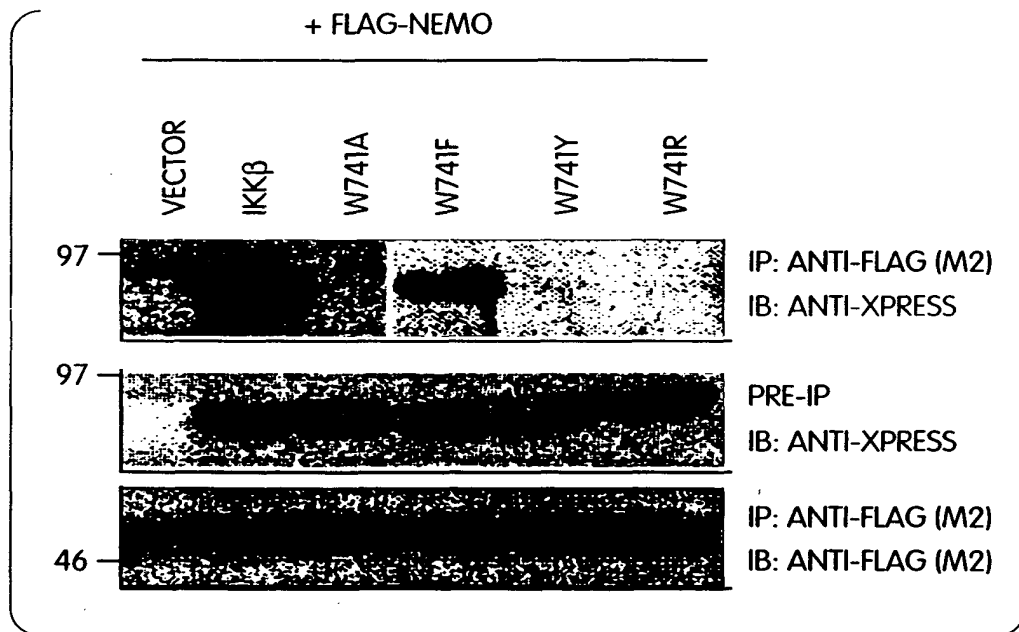 + FLAG-NEMO
VECTOR
IKKβ
W741A
W741F
W741Y
W741R
97
IP: ANTI-FLAG (M2)
IB: ANTI-XPRESS
97
PRE-IP
IB: ANTI-XPRESS
IP: ANTI-FLAG (M2)
46
IB: ANTI-FLAG (M2)